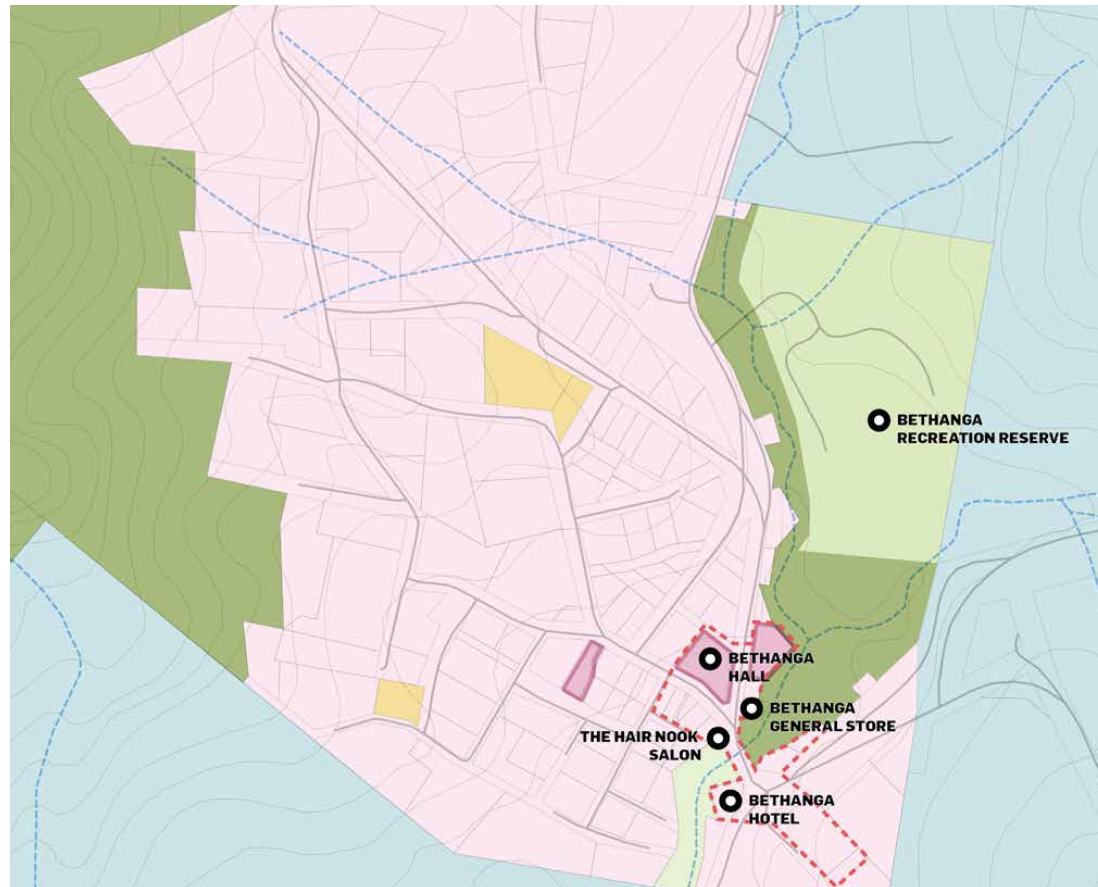 BETHANGA
RECREATION RESERVE
BETHANGA
HALL
BETHANGA
GENERAL STORE
THE HAIR NOOK
SALON
BETHANGA
HOTEL